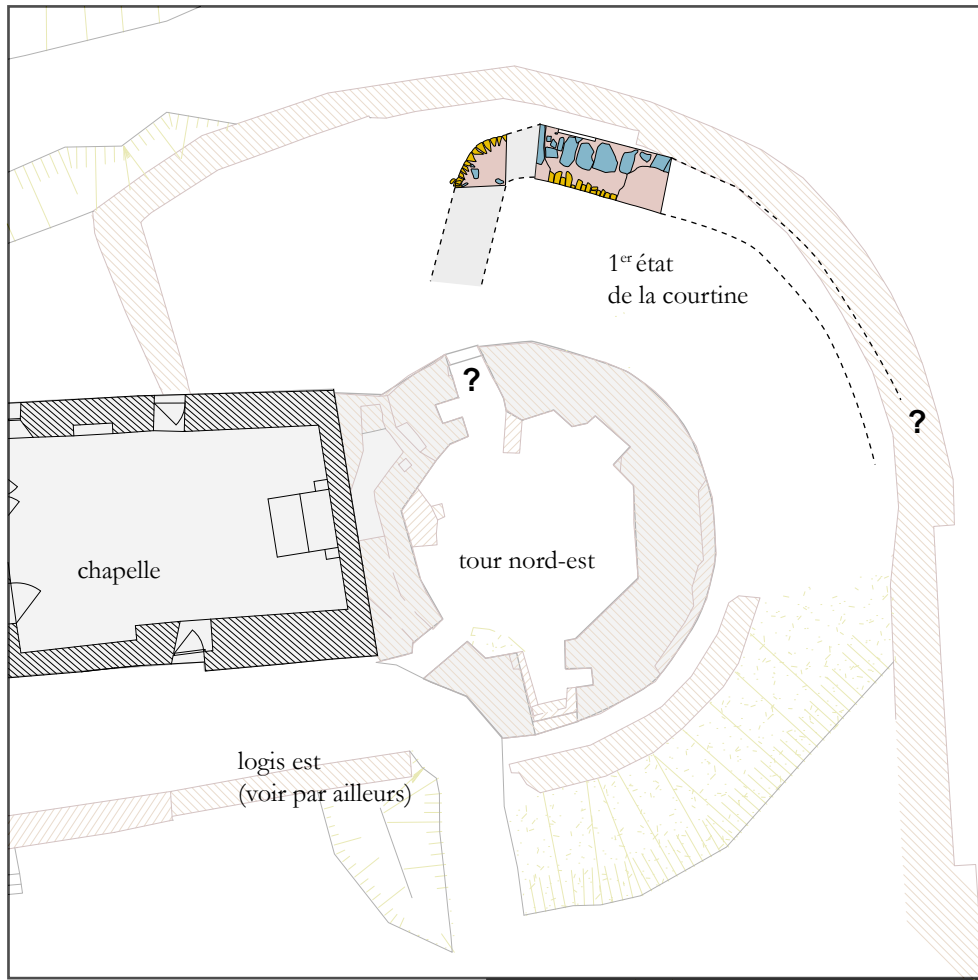 1er état
de la courtine
?
?
tour nord-est
chapelle
logis est
(voir par ailleurs)